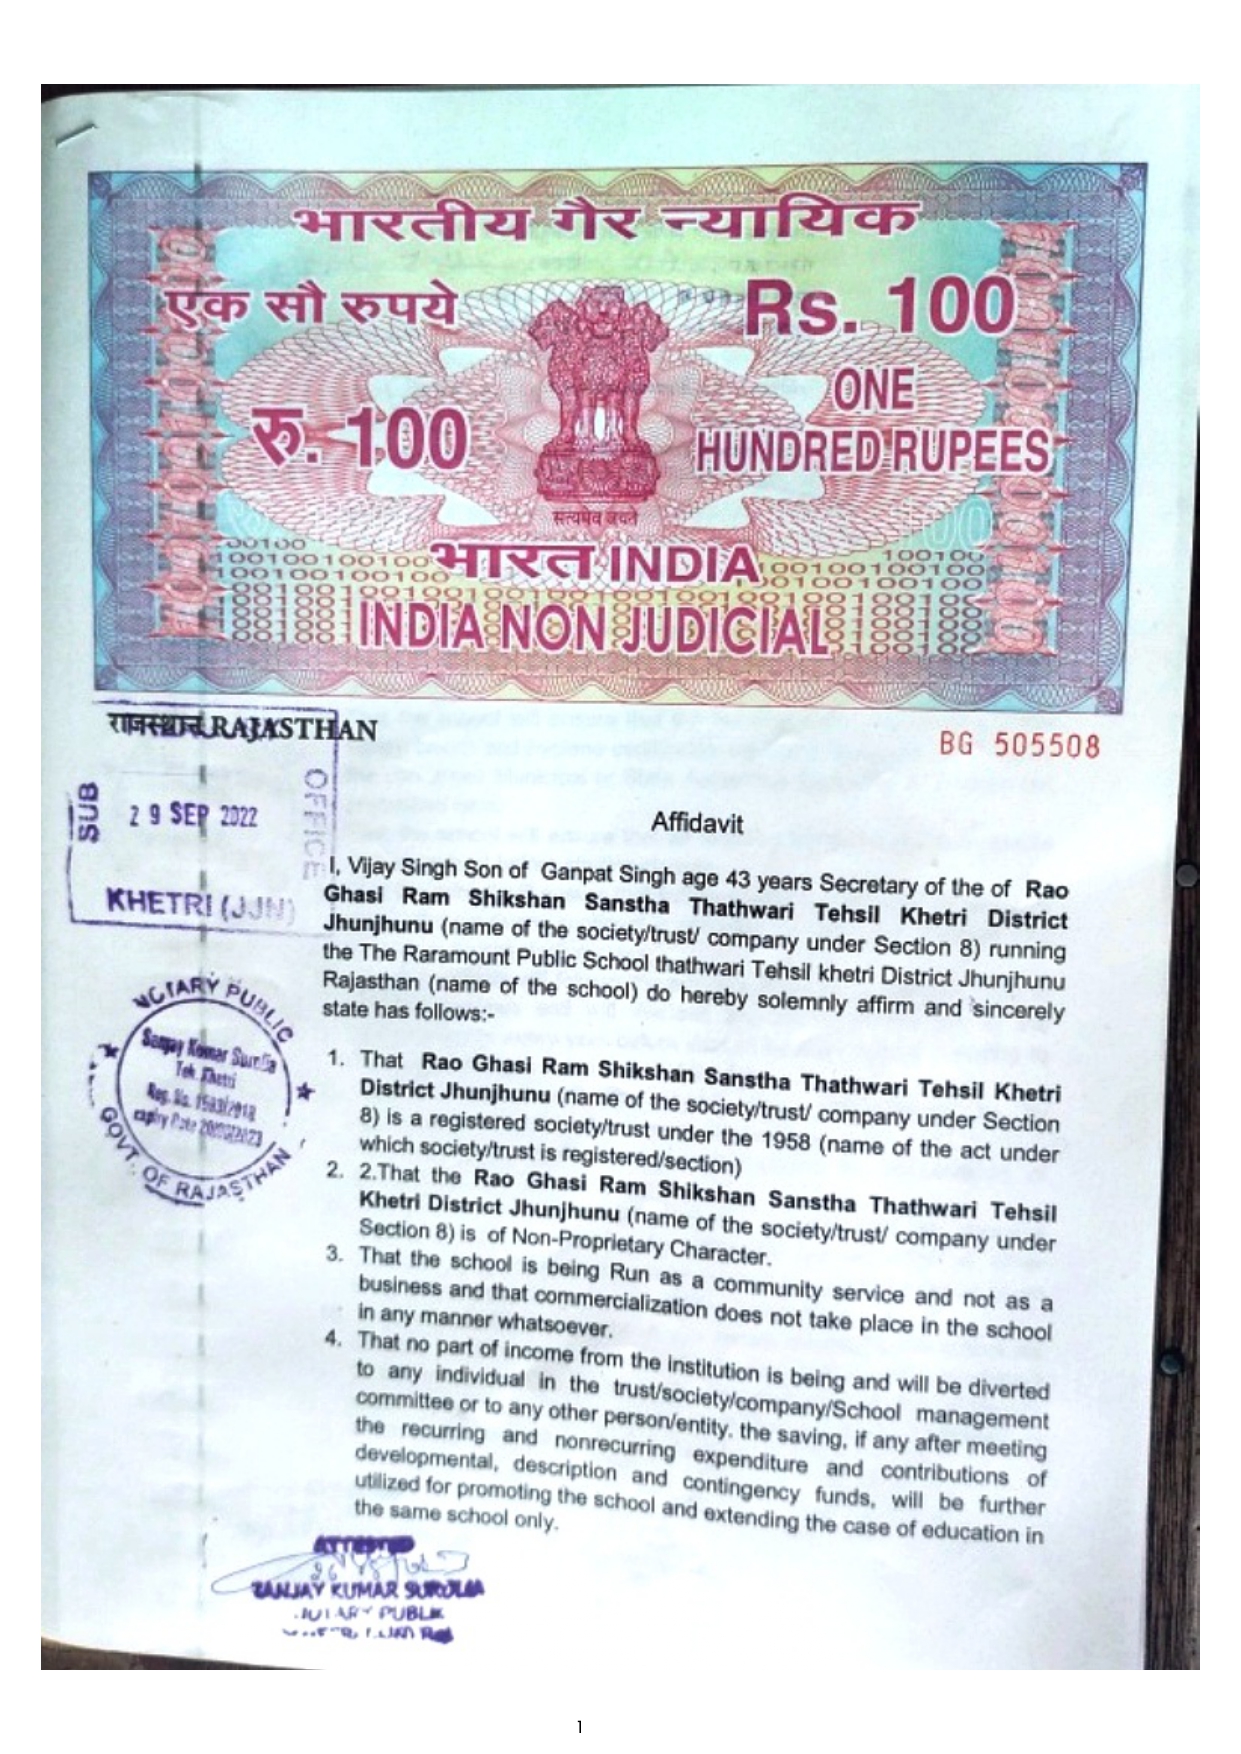 भारतीय गैर न्यायिक
एक सौ रुपये
Rs. 100
रु. 100
ONE
HUNDRED RUPEES
सत्यमेव जयते
भारत INDIA
INDIA NON JUDICIAL
राजस्थान RAJASTHAN
BG 505508
SUB
29 SEP 2022
OFFICE
KHETRI (JJN)
Affidavit
I, Vijay Singh Son of Ganpat Singh age 43 years Secretary of the of Rao
Ghasi Ram Shikshan Sanstha Thathwari Tehsil Khetri District
Jhunjhunu (name of the society/trust/ company under Section 8) running
the The Raramount Public School thathwari Tehsil khetri District Jhunjhunu
Rajasthan (name of the school) do hereby solemnly affirm and sincerely
state has follows:-
NOTARY PUBLIC
Sanjay Kumar Surolia
Teh. Khetri
GOVT. OF RAJASTHAN
1. That Rao Ghasi Ram Shikshan Sanstha Thathwari Tehsil Khetri
District Jhunjhunu (name of the society/trust/ company under Section
8) is a registered society/trust under the 1958 (name of the act under
which society/trust is registered/section)
2. 2.That the Rao Ghasi Ram Shikshan Sanstha Thathwari Tehsil
Khetri District Jhunjhunu (name of the society/trust/ company under
Section 8) is of Non-Proprietary Character.
3. That the school is being Run as a community service and not as a
business and that commercialization does not take place in the school
in any manner whatsoever.
4. That no part of income from the institution is being and will be diverted
to any individual in the trust/society/company/School management
committee or to any other person/entity. the saving, if any after meeting
the recurring and nonrecurring expenditure and contributions of
developmental, description and contingency funds, will be further
utilized for promoting the school and extending the case of education in
the same school only.
ATTESTED
SANJAY KUMAR SUROLIA
NOTARY PUBLIC
1